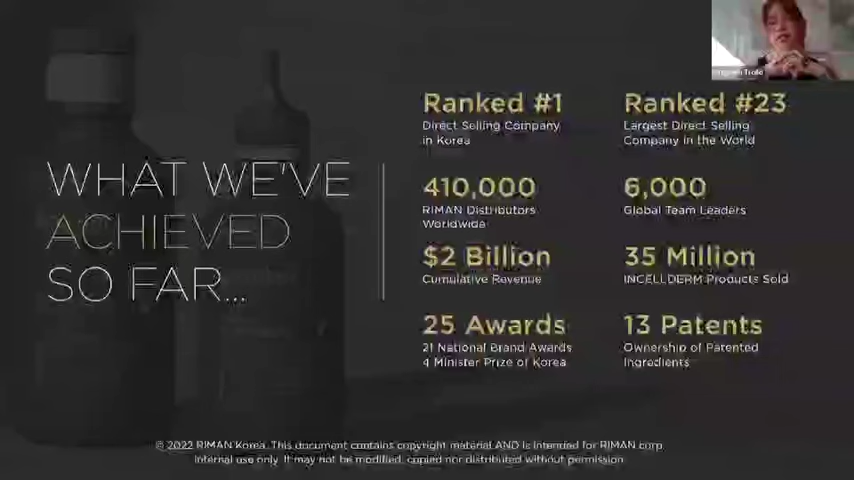 WHAT WE'VE
ACHIEVED
SO FAR...
Ranked #1
Direct Selling Company
in Korea
Ranked #23
Largest Direct Selling
Company in the World
410,000
RIMAN Distributors
Worldwide
6,000
Global Team Leaders
$2 Billion
Cumulative Revenue
35 Million
INCELLDERM Products Sold
25 Awards
21 National Brand Awards
4 Minister Prize of Korea
13 Patents
Ownership of Patented
Ingredients
© 2022 RIMAN Korea. This document contains copyright material AND is intended for RIMAN corp
internal use only. It may not be modified, copied nor distributed without permission.